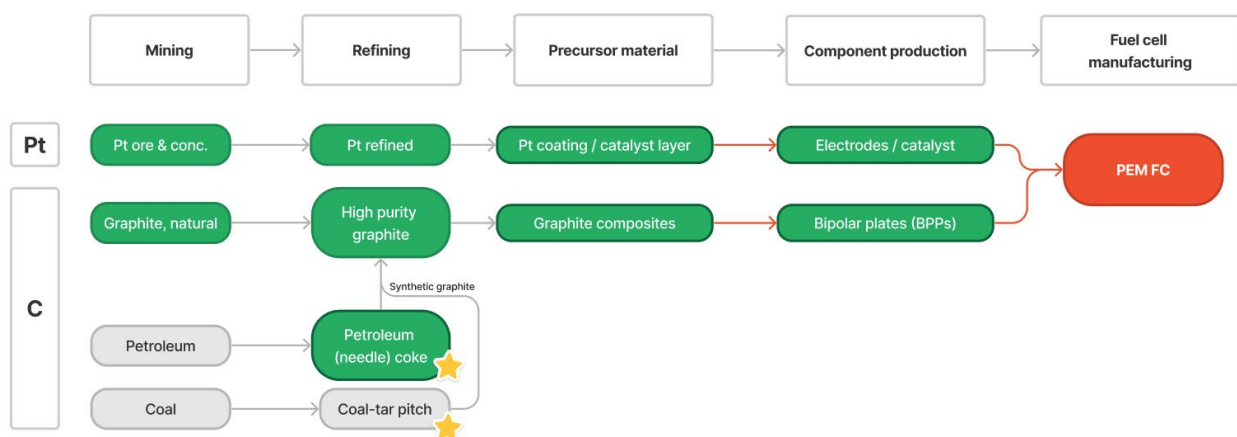 Mining
Refining
Precursor material
Component production
Fuel cell
manufacturing
Pt
Pt ore & conc.
Pt refined
Pt coating / catalyst layer
Electrodes / catalyst
PEM FC
C
Graphite, natural
High purity
graphite
Graphite composites
Bipolar plates (BPPs)
Synthetic graphite
Petroleum
Petroleum
(needle) coke
Coal
Coal-tar pitch